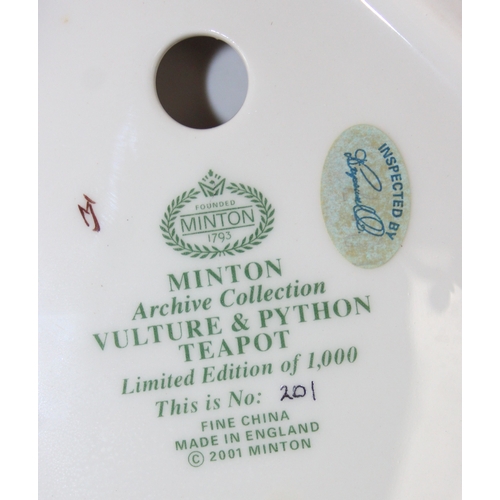 FOUNDED
MINTON
1793
MINTON
Archive Collection
VULTURE & PYTHON
TEAPOT
Limited Edition of 1,000
This is No: 201
FINE CHINA
MADE IN ENGLAND
© 2001 MINTON
INSPECTED BY